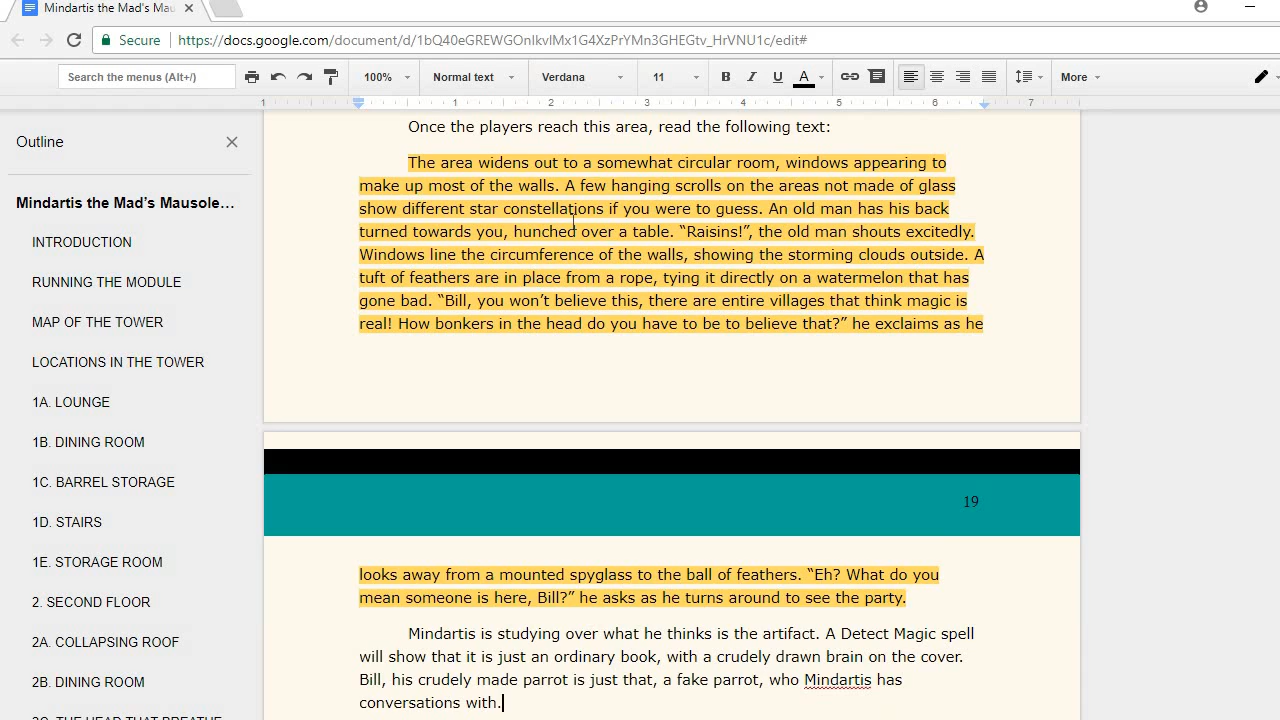 Mindartis the Mad's Mau
Secure
https://docs.google.com/document/d/1bQ40eGREWGOnIkvIMx1G4XzPrYMn3GHEGtv_HrVNU1c/edit#
Search the menus (Alt+/)
100%
Normal text
Verdana
11
B I U A
More
1 1 2 3 4 5 6 7
Outline
Mindartis the Mad's Mausole...
INTRODUCTION
RUNNING THE MODULE
MAP OF THE TOWER
LOCATIONS IN THE TOWER
1A. LOUNGE
1B. DINING ROOM
1C. BARREL STORAGE
1D. STAIRS
1E. STORAGE ROOM
2. SECOND FLOOR
2A. COLLAPSING ROOF
2B. DINING ROOM
2C. THE HEAD THAT BREATHE
Once the players reach this area, read the following text:
The area widens out to a somewhat circular room, windows appearing to
make up most of the walls. A few hanging scrolls on the areas not made of glass
show different star constellations if you were to guess. An old man has his back
turned towards you, hunched over a table. “Raisins!”, the old man shouts excitedly.
Windows line the circumference of the walls, showing the storming clouds outside. A
tuft of feathers are in place from a rope, tying it directly on a watermelon that has
gone bad. “Bill, you won’t believe this, there are entire villages that think magic is
real! How bonkers in the head do you have to be to believe that?” he exclaims as he
19
looks away from a mounted spyglass to the ball of feathers. “Eh? What do you
mean someone is here, Bill?” he asks as he turns around to see the party.
Mindartis is studying over what he thinks is the artifact. A Detect Magic spell
will show that it is just an ordinary book, with a crudely drawn brain on the cover.
Bill, his crudely made parrot is just that, a fake parrot, who Mindartis has
conversations with.